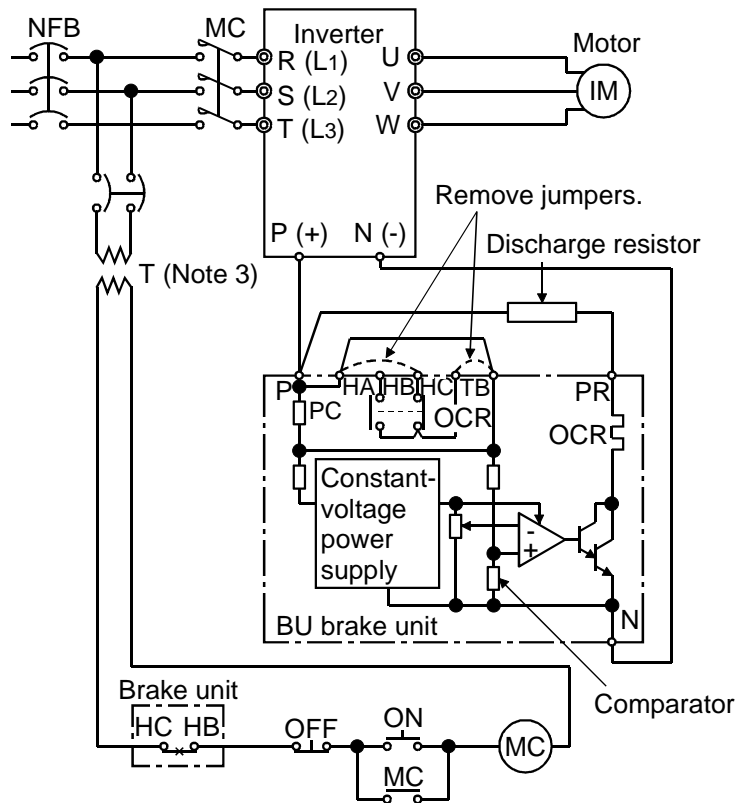 NFB
MC
Inverter
R (L1)
U
Motor
S (L2)
V
IM
T (L3)
W
Remove jumpers.
P (+)
N (-)
Discharge resistor
T (Note 3)
P
HA
HB
HC
TB
PR
PC
OCR
OCR
Constant-
voltage
power
supply
-
+
N
BU brake unit
Brake unit
Comparator
HC
HB
OFF
ON
MC
MC